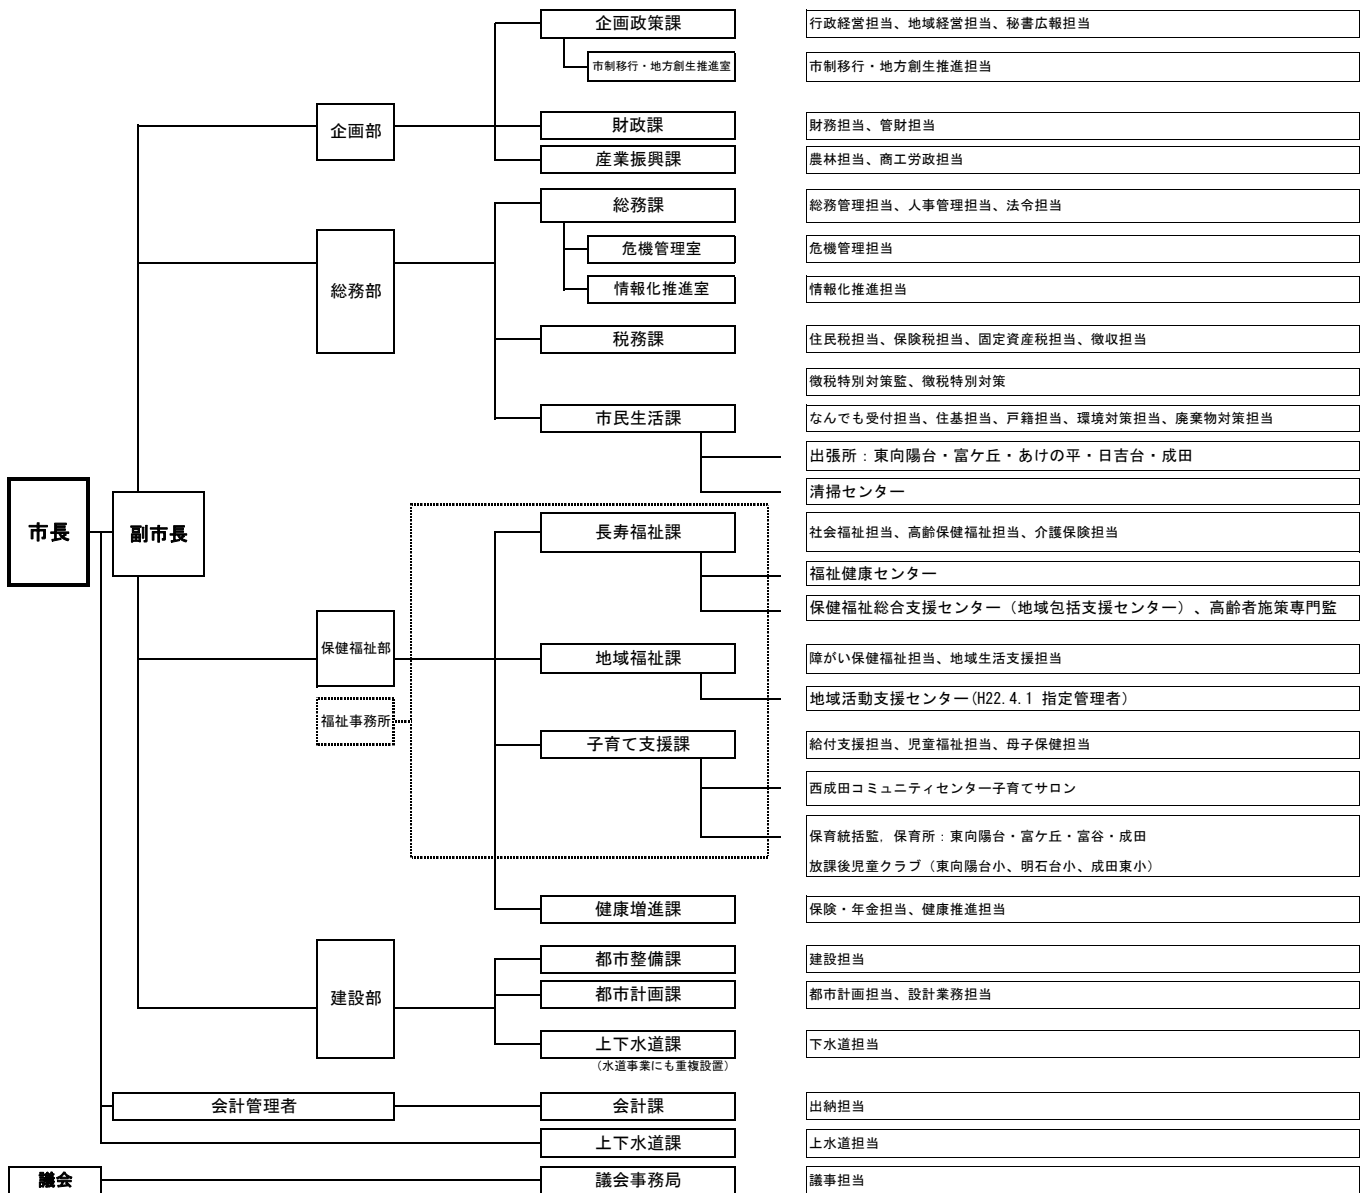 企画政策課
行政経営担当、地域経営担当、秘書広報担当
市制移行・地方創生推進室
市制移行・地方創生推進担当
企画部
財政課
財務担当、管財担当
産業振興課
農林担当、商工労政担当
総務課
総務管理担当、人事管理担当、法令担当
危機管理室
危機管理担当
総務部
情報化推進室
情報化推進担当
税務課
住民税担当、保険税担当、固定資産税担当、徴収担当
徴税特別対策監、徴税特別対策
市民生活課
なんでも受付担当、住基担当、戸籍担当、環境対策担当、廃棄物対策担当
出張所：東向陽台・富ケ丘・あけの平・日吉台・成田
清掃センター
市長
副市長
長寿福祉課
社会福祉担当、高齢保健福祉担当、介護保険担当
福祉健康センター
保健福祉総合支援センター（地域包括支援センター）、高齢者施策専門監
保健福祉部
地域福祉課
障がい保健福祉担当、地域生活支援担当
地域活動支援センター(H22.4.1 指定管理者)
福祉事務所
子育て支援課
給付支援担当、児童福祉担当、母子保健担当
西成田コミュニティセンター子育てサロン
保育統括監，保育所：東向陽台・富ケ丘・富谷・成田
放課後児童クラブ（東向陽台小、明石台小、成田東小）
健康増進課
保険・年金担当、健康推進担当
都市整備課
建設担当
建設部
都市計画課
都市計画担当、設計業務担当
上下水道課
下水道担当
（水道事業にも重複設置）
会計管理者
会計課
出納担当
上下水道課
上水道担当
議会
議会事務局
議事担当